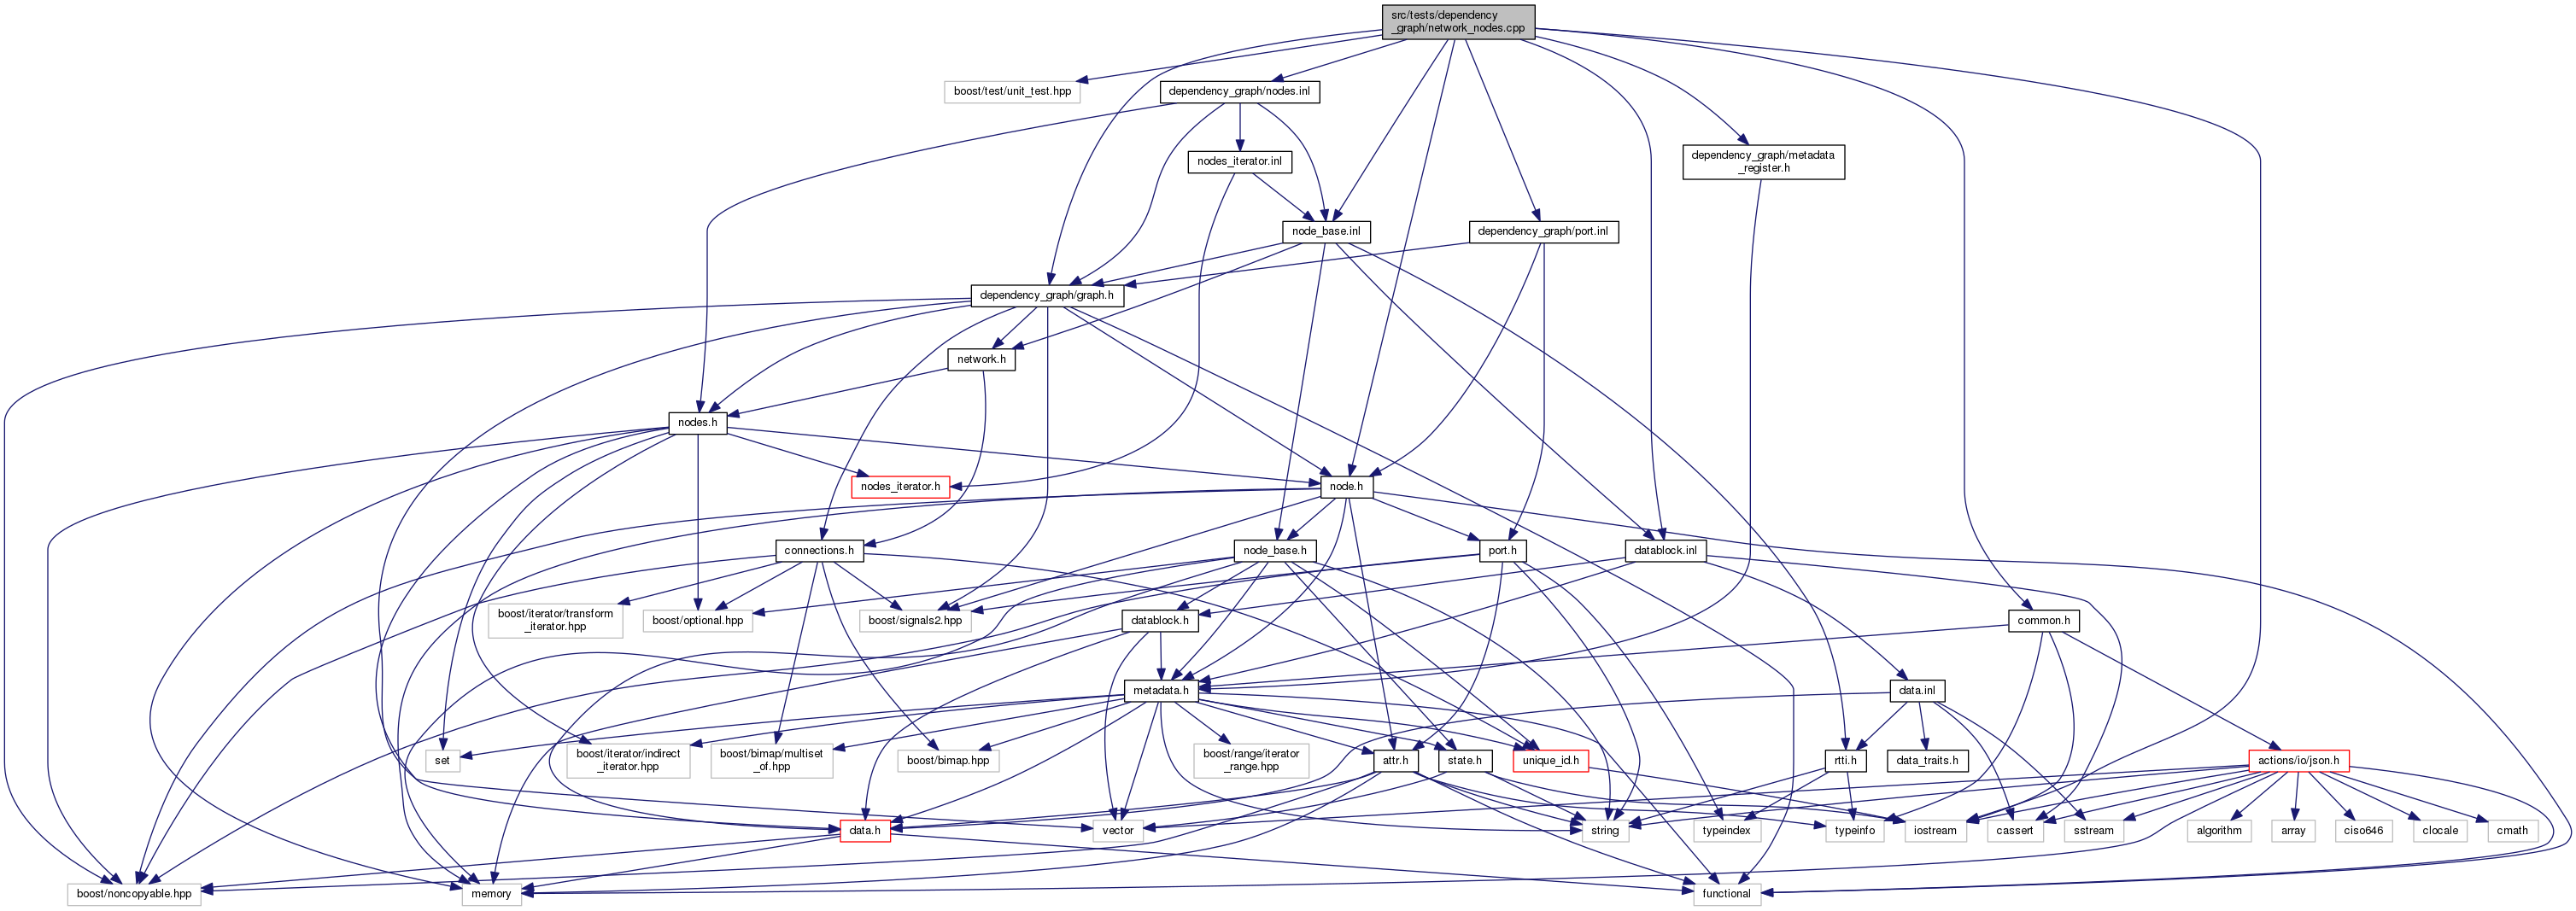 src/tests/dependency
_graph/network_nodes.cpp
boost/test/unit_test.hpp
dependency_graph/nodes.inl
nodes_iterator.inl
dependency_graph/metadata
_register.h
node_base.inl
dependency_graph/port.inl
dependency_graph/graph.h
network.h
nodes.h
nodes_iterator.h
node.h
connections.h
node_base.h
port.h
datablock.inl
boost/iterator/transform
_iterator.hpp
boost/optional.hpp
boost/signals2.hpp
datablock.h
common.h
metadata.h
data.inl
set
boost/iterator/indirect
_iterator.hpp
boost/bimap/multiset
_of.hpp
boost/bimap.hpp
boost/range/iterator
_range.hpp
attr.h
state.h
unique_id.h
rtti.h
data_traits.h
actions/io/json.h
data.h
vector
string
typeindex
typeinfo
iostream
cassert
sstream
algorithm
array
ciso646
clocale
cmath
boost/noncopyable.hpp
memory
functional